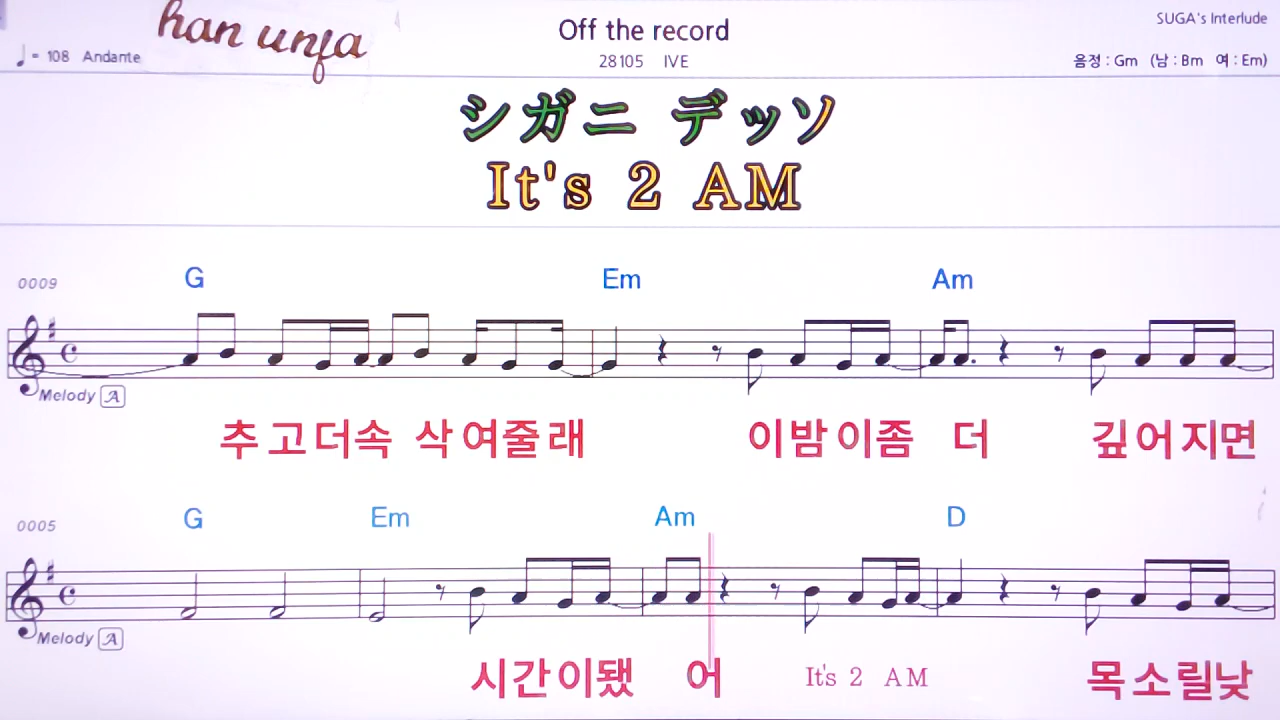 han unfa
Off the record
SUGA's Interlude
♩= 108 Andante
28105 IVE
음정 : Gm (남 : Bm 여 : Em)
シガニ デッソ
It's 2 AM
0009
G Em Am
Melody A
추고더속 삭여줄래 이밤이좀 더 깊어지면
0005
G Em Am D
Melody A
시간이됐 어 It's 2 AM 목소릴낮